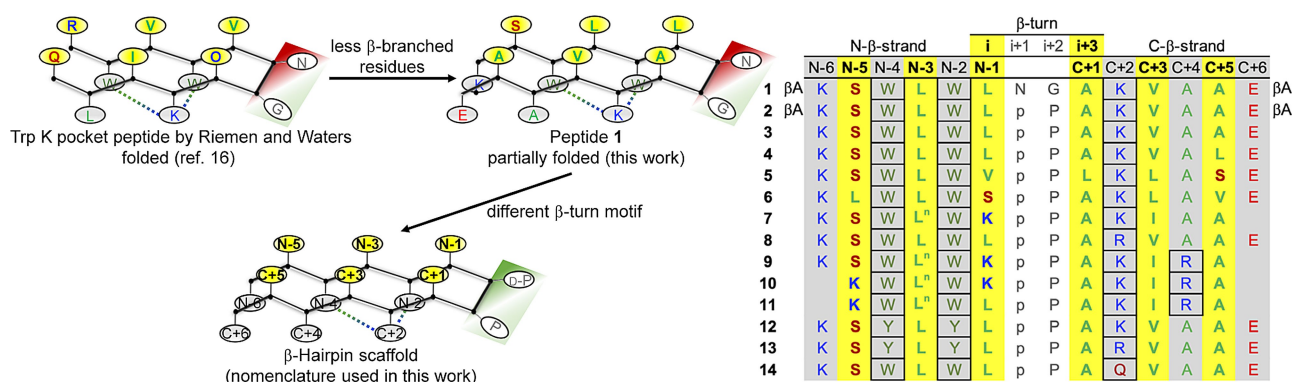 R V V
Q I O N
W W
L K G
Trp K pocket peptide by Riemen and Waters
folded (ref. 16)
less β-branched
residues
S L L
A V A N
K W W
E A K G
Peptide 1
partially folded (this work)
different β-turn motif
N-5 N-3 N-1
C+5 C+3 C+1 D-P
N-6 N-4 N-2
C+6 C+4 C+2 P
β-Hairpin scaffold
(nomenclature used in this work)
β-turn
N-β-strand i i+1 i+2 i+3 C-β-strand
N-6 N-5 N-4 N-3 N-2 N-1 C+1 C+2 C+3 C+4 C+5 C+6
1 βA K S W L W L N G A K V A A E βA
2 βA K S W L W L p P A K V A A E βA
3 K S W L W L p P A K V A A E
4 K S W L W L p P A K V A L E
5 K S W L W V p P L K L A S E
6 K L W L W S p P A K L A V E
7 K S W Lⁿ W K p P A K I A A
8 K S W L W L p P A R V A A E
9 K S W Lⁿ W K p P A K I R A
10 K W Lⁿ W K p P A K I R A
11 K W Lⁿ W L p P A K I R A
12 K S Y L Y L p P A K V A A E
13 K S Y L Y L p P A R V A A E
14 K S W L W L p P A Q V A A E